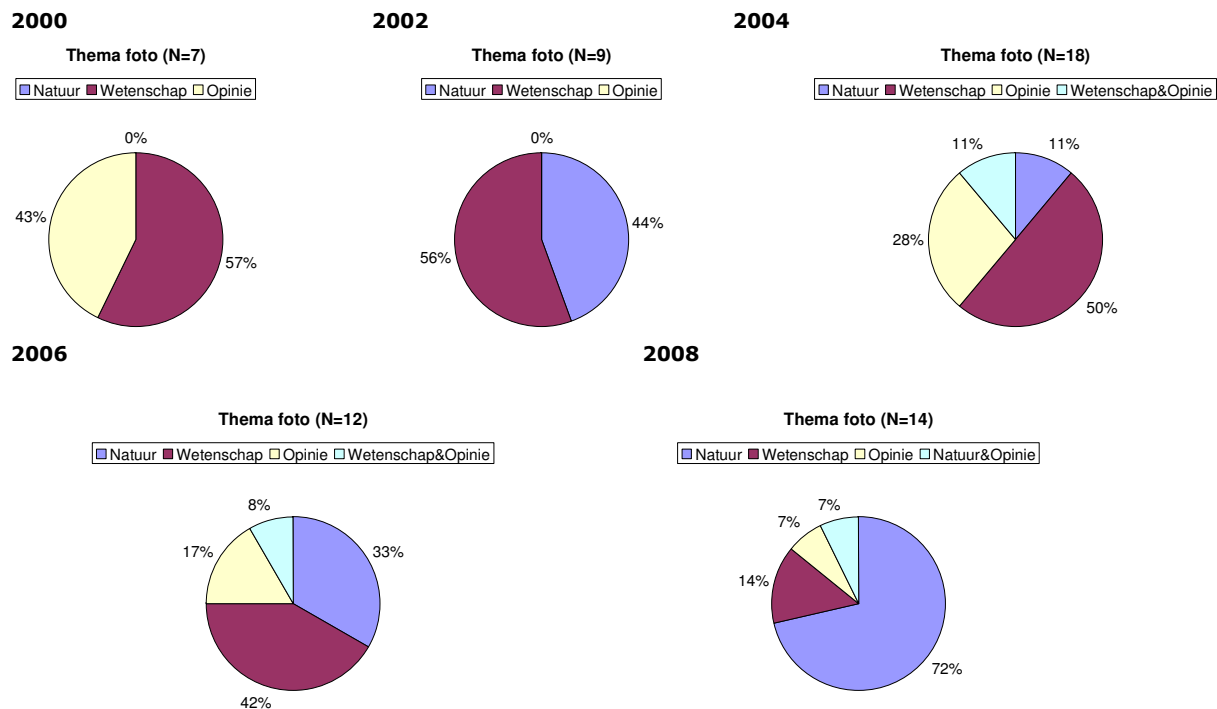 2000
2002
2004
Thema foto (N=7)
Thema foto (N=9)
Thema foto (N=18)
Natuur Wetenschap Opinie
Natuur Wetenschap Opinie
Natuur Wetenschap Opinie Wetenschap&Opinie
0%
43%
57%
0%
44%
56%
11%
11%
28%
50%
2006
2008
Thema foto (N=12)
Thema foto (N=14)
Natuur Wetenschap Opinie Wetenschap&Opinie
Natuur Wetenschap Opinie Natuur&Opinie
8%
17%
33%
42%
7%
7%
14%
72%